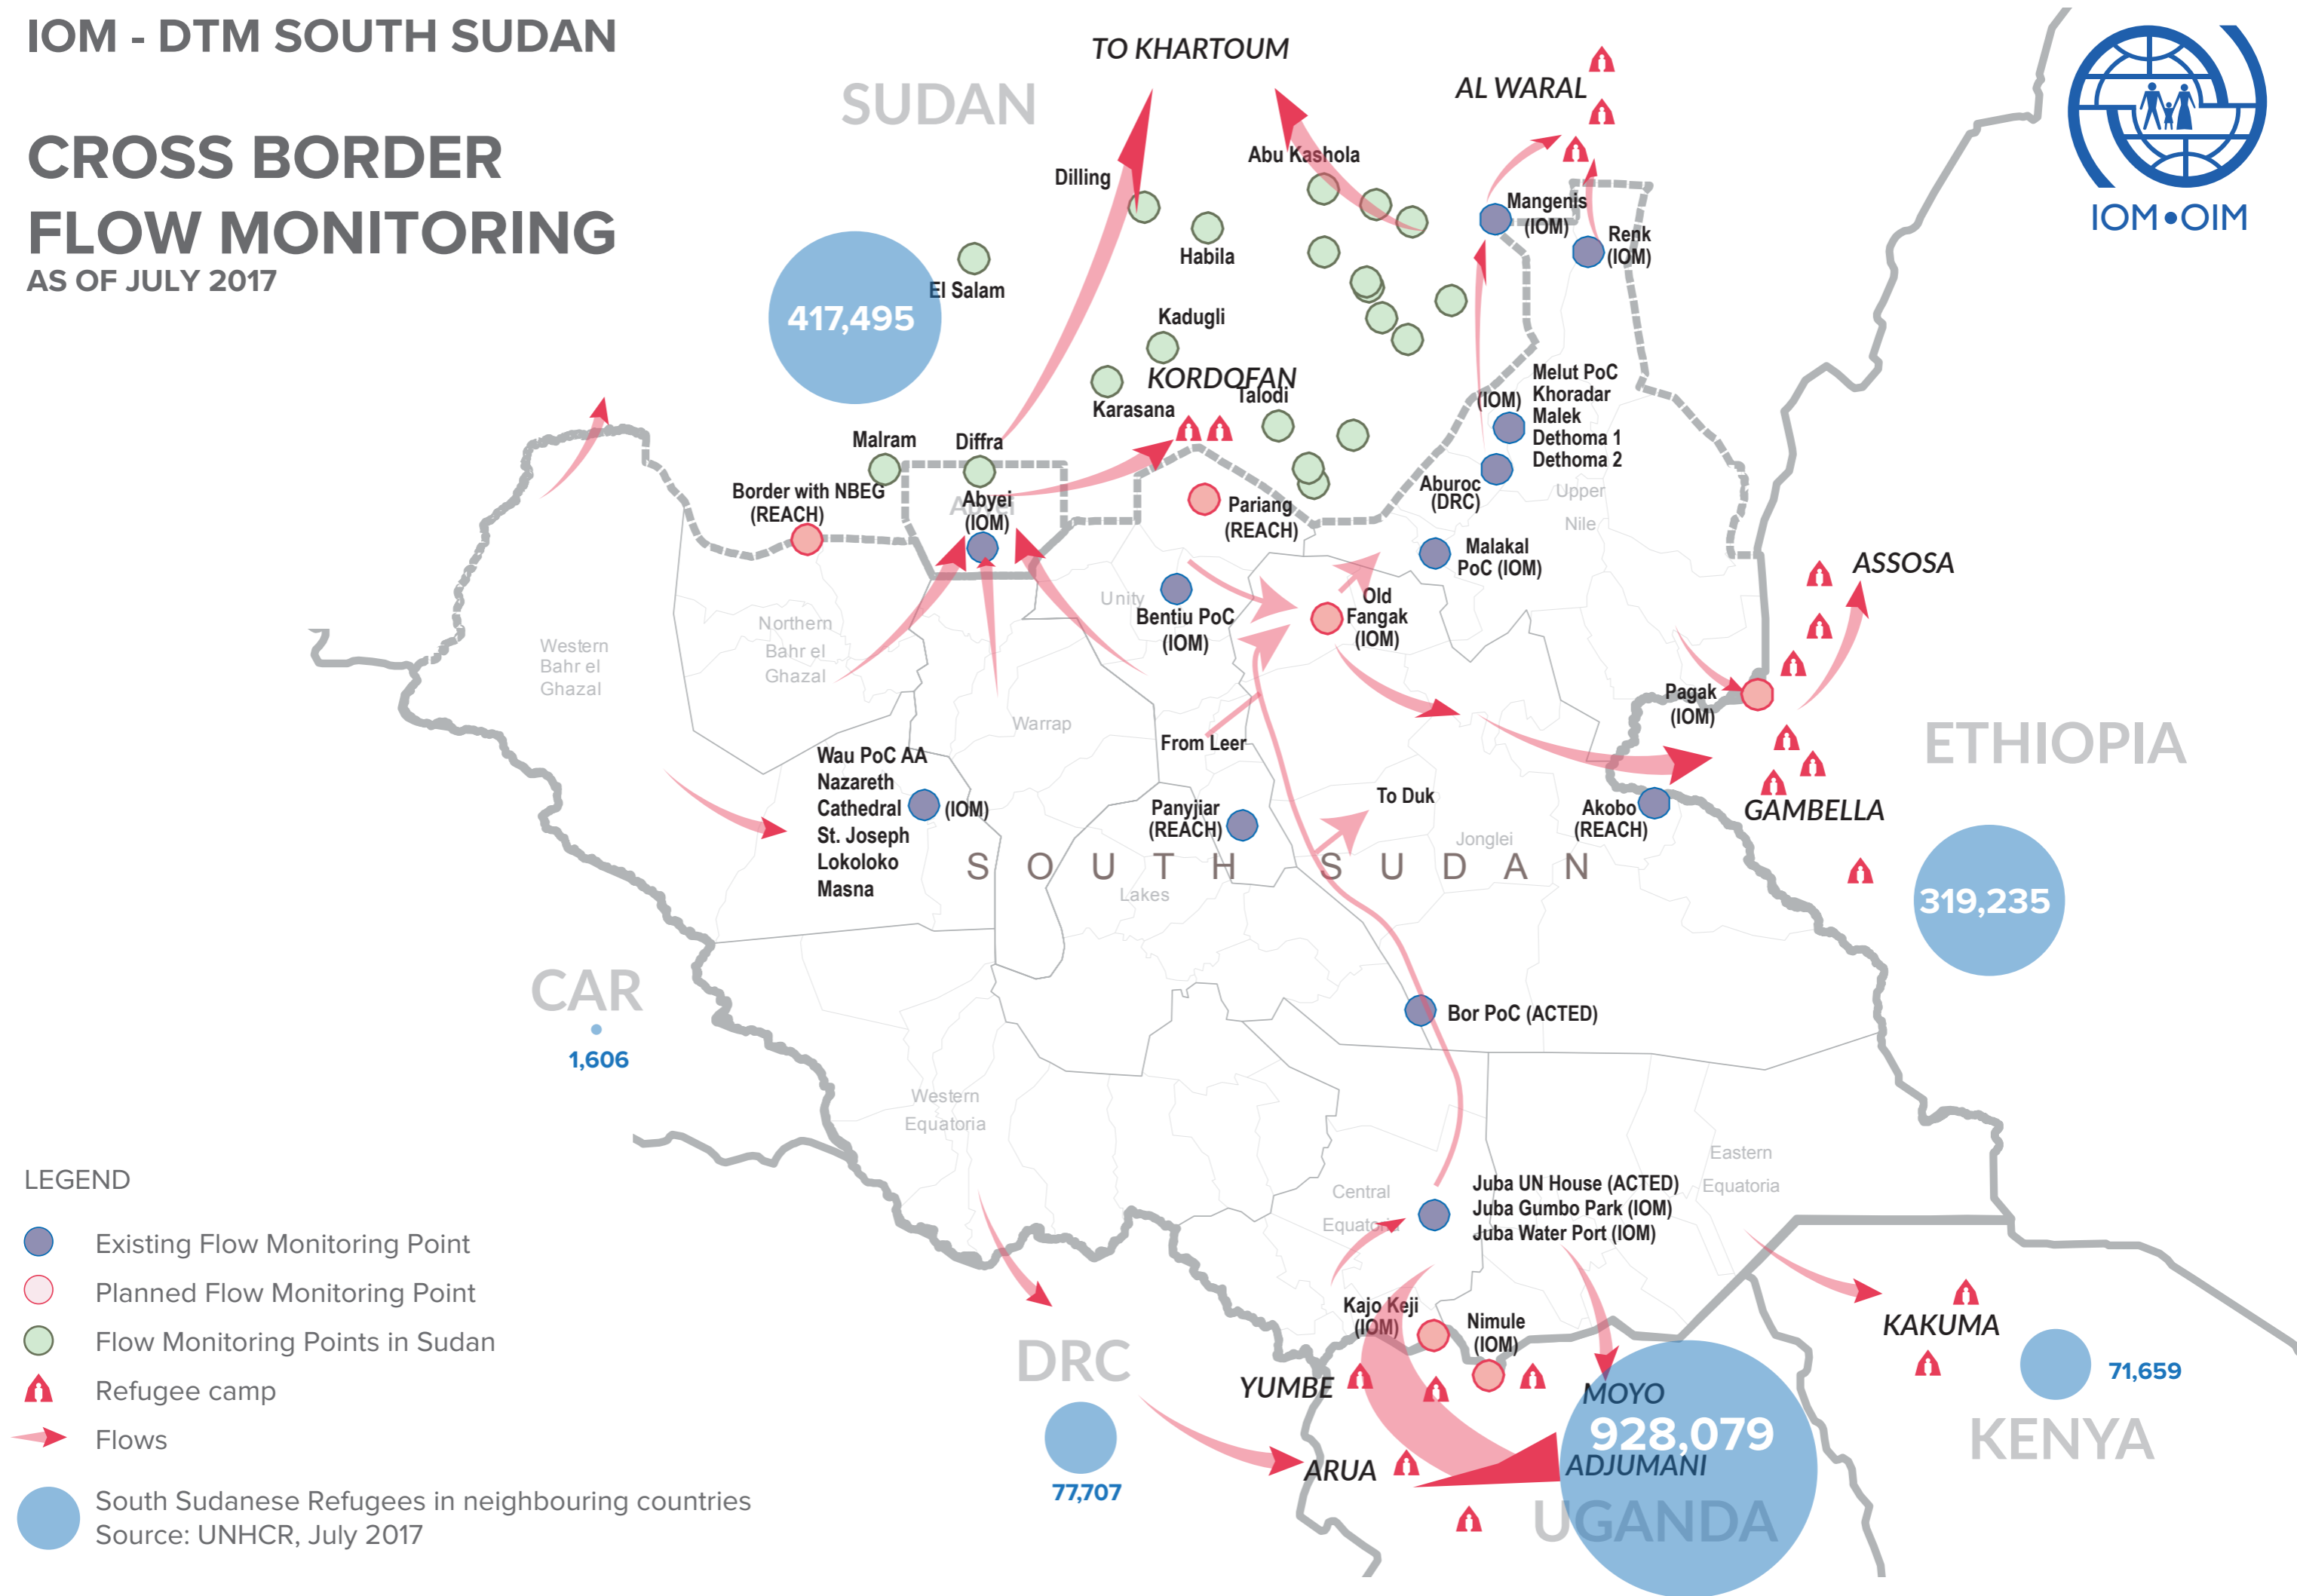 IOM - DTM SOUTH SUDAN
CROSS BORDER
FLOW MONITORING
AS OF JULY 2017
IOM•OIM
TO KHARTOUM
SUDAN
AL WARAL
Abu Kashola
Dilling
Mangenis
(IOM)
Renk
(IOM)
Habila
El Salam
417,495
Kadugli
KORDOFAN
Karasana
Talodi
Melut PoC
(IOM)
Khoradar
Malek
Dethoma 1
Dethoma 2
Malram
Diffra
Border with NBEG
(REACH)
Abyei
Abyei
(IOM)
Pariang
(REACH)
Aburoc
(DRC)
Upper
Nile
Malakal
PoC (IOM)
ASSOSA
Unity
Bentiu PoC
(IOM)
Old
Fangak
(IOM)
Western
Bahr el
Ghazal
Northern
Bahr el
Ghazal
Warrap
Pagak
(IOM)
From Leer
ETHIOPIA
Wau PoC AA
Nazareth
Cathedral
(IOM)
St. Joseph
Lokoloko
Masna
Panyjiar
(REACH)
To Duk
Akobo
(REACH)
GAMBELLA
Jonglei
SOUTH SUDAN
Lakes
319,235
CAR
1,606
Bor PoC (ACTED)
Western
Equatoria
Eastern
Equatoria
Central
Equatoria
Juba UN House (ACTED)
Juba Gumbo Park (IOM)
Juba Water Port (IOM)
Kajo Keji
(IOM)
Nimule
(IOM)
KAKUMA
71,659
KENYA
DRC
77,707
YUMBE
MOYO
928,079
ARUA
ADJUMANI
UGANDA
LEGEND
Existing Flow Monitoring Point
Planned Flow Monitoring Point
Flow Monitoring Points in Sudan
Refugee camp
Flows
South Sudanese Refugees in neighbouring countries
Source: UNHCR, July 2017